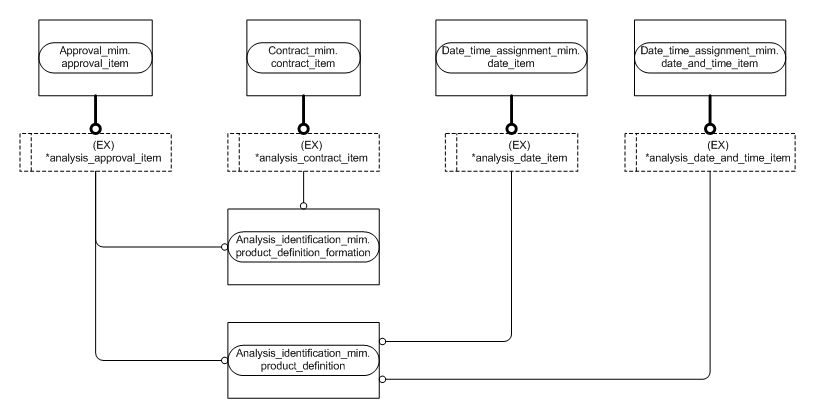 Approval_mim.
approval_item
Contract_mim.
contract_item
Date_time_assignment_mim.
date_item
Date_time_assignment_mim.
date_and_time_item
(EX)
*analysis_approval_item
(EX)
*analysis_contract_item
(EX)
*analysis_date_item
(EX)
*analysis_date_and_time_item
Analysis_identification_mim.
product_definition_formation
Analysis_identification_mim.
product_definition